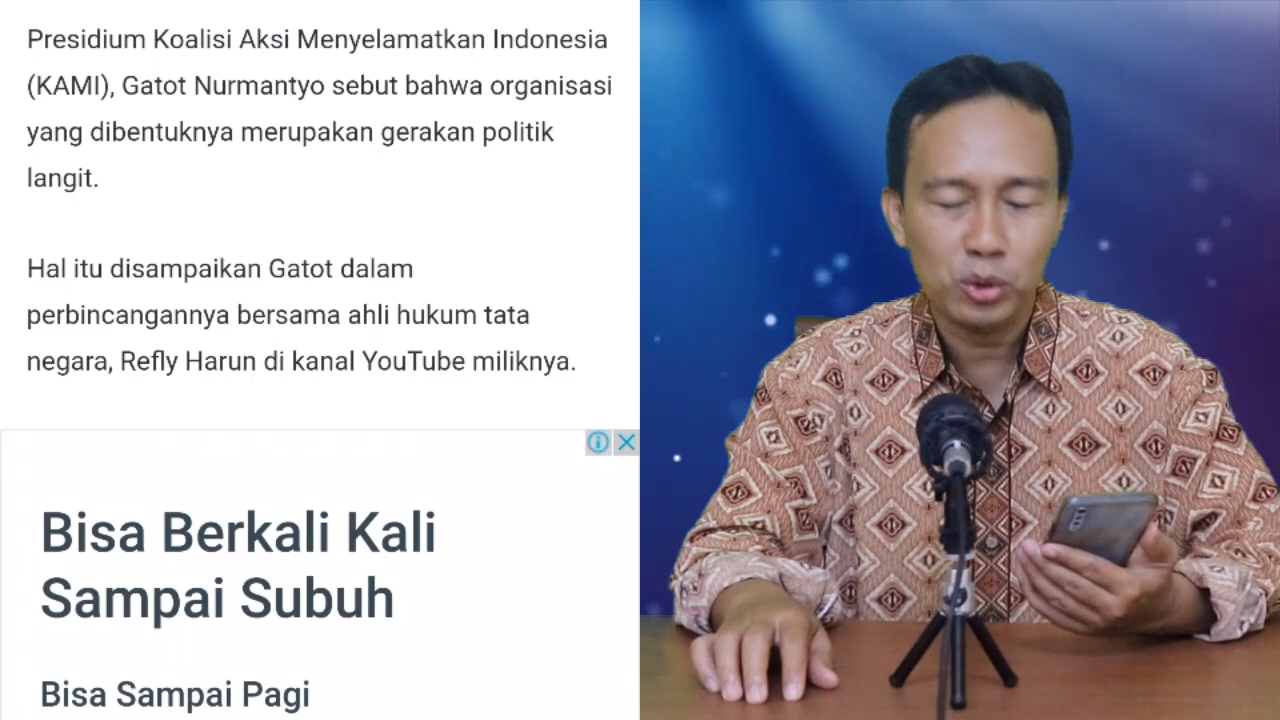 Presidium Koalisi Aksi Menyelamatkan Indonesia
(KAMI), Gatot Nurmantyo sebut bahwa organisasi
yang dibentuknya merupakan gerakan politik
langit.
Hal itu disampaikan Gatot dalam
perbincangannya bersama ahli hukum tata
negara, Refly Harun di kanal YouTube miliknya.
Bisa Berkali Kali
Sampai Subuh
Bisa Sampai Pagi